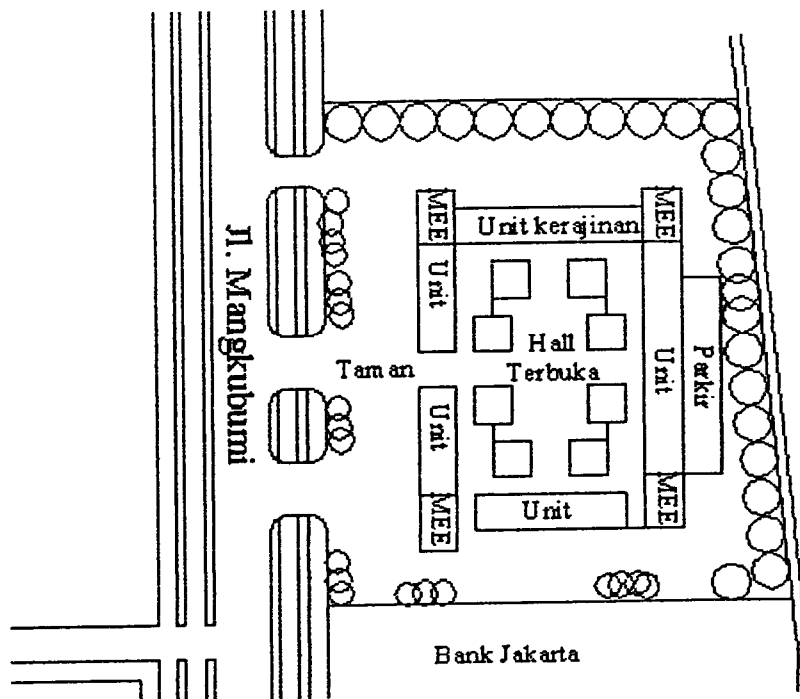 MEE
Unit kerajinan
MEE
Jl. Mangkubumi
Unit
Hall
Terbuka
Taman
Unit
Parkir
Unit
MEE
Unit
MEE
Bank Jakarta